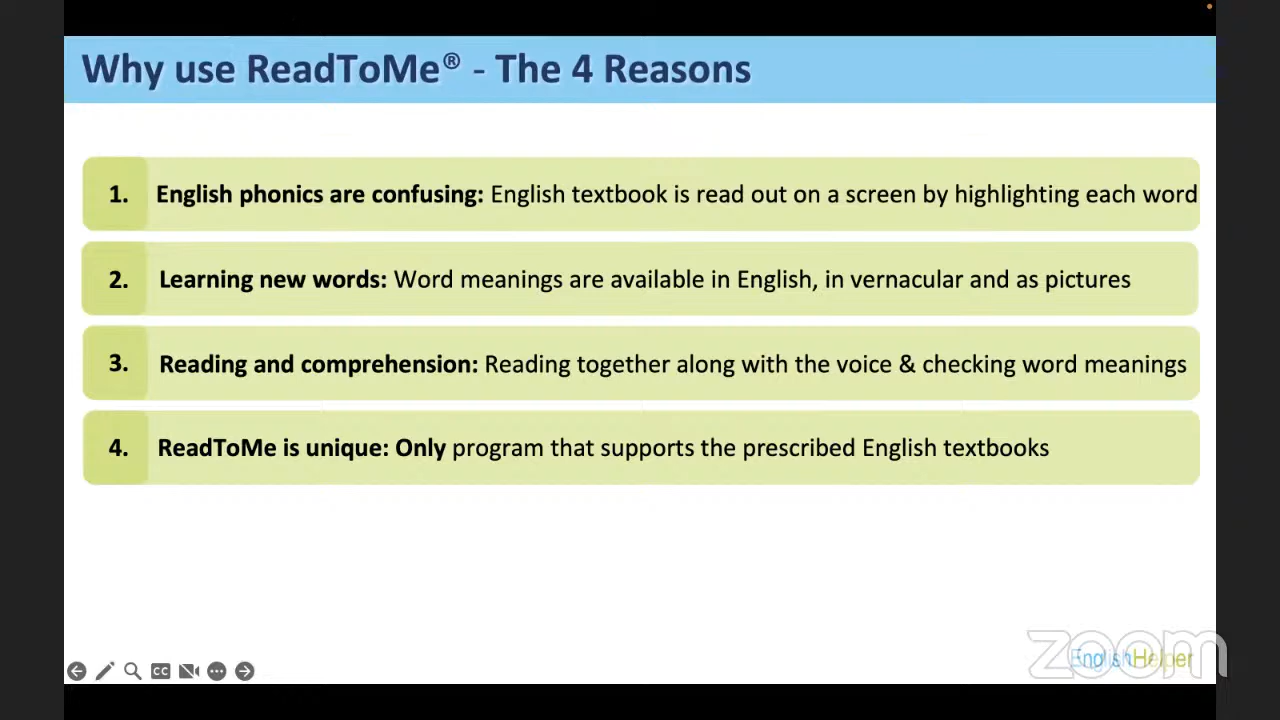 Why use ReadToMe® - The 4 Reasons
1. English phonics are confusing: English textbook is read out on a screen by highlighting each word
2. Learning new words: Word meanings are available in English, in vernacular and as pictures
3. Reading and comprehension: Reading together along with the voice & checking word meanings
4. ReadToMe is unique: Only program that supports the prescribed English textbooks
CC
zoom
EnglishHelper